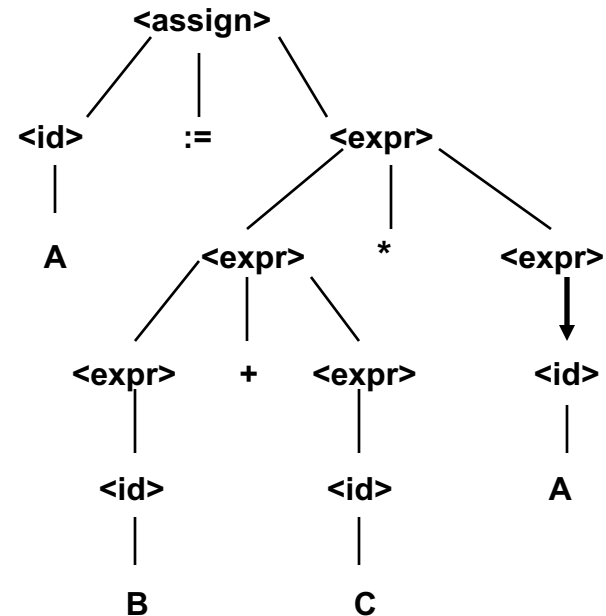 <assign>
<id> := <expr>
A <expr> * <expr>
<expr> + <expr> <id>
<id> <id> A
B C